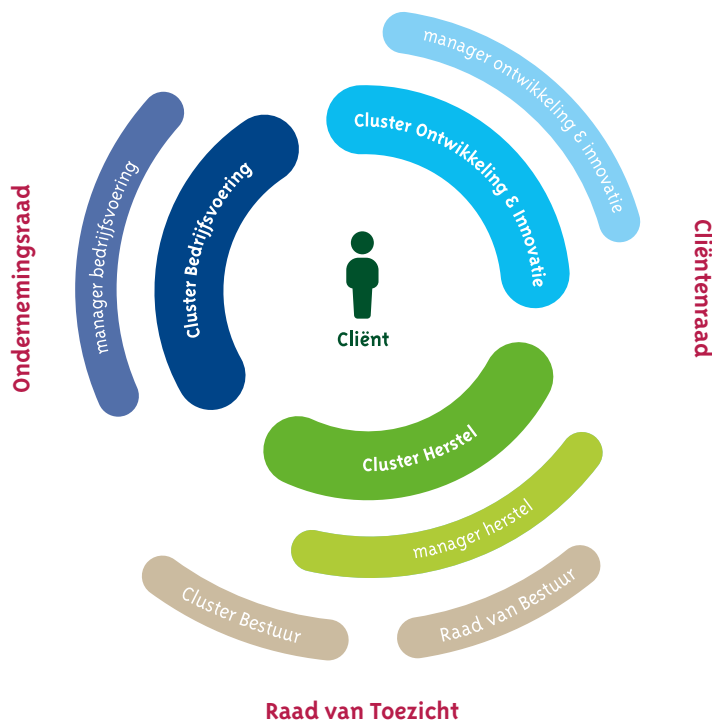 manager ontwikkeling & innovatie
Cluster Ontwikkeling & Innovatie
Cluster Bedrijfsvoering
manager bedrijfsvoering
Ondernemingsraad
Cliëntenraad
Cliënt
Cluster Herstel
manager herstel
Cluster Bestuur
Raad van Bestuur
Raad van Toezicht